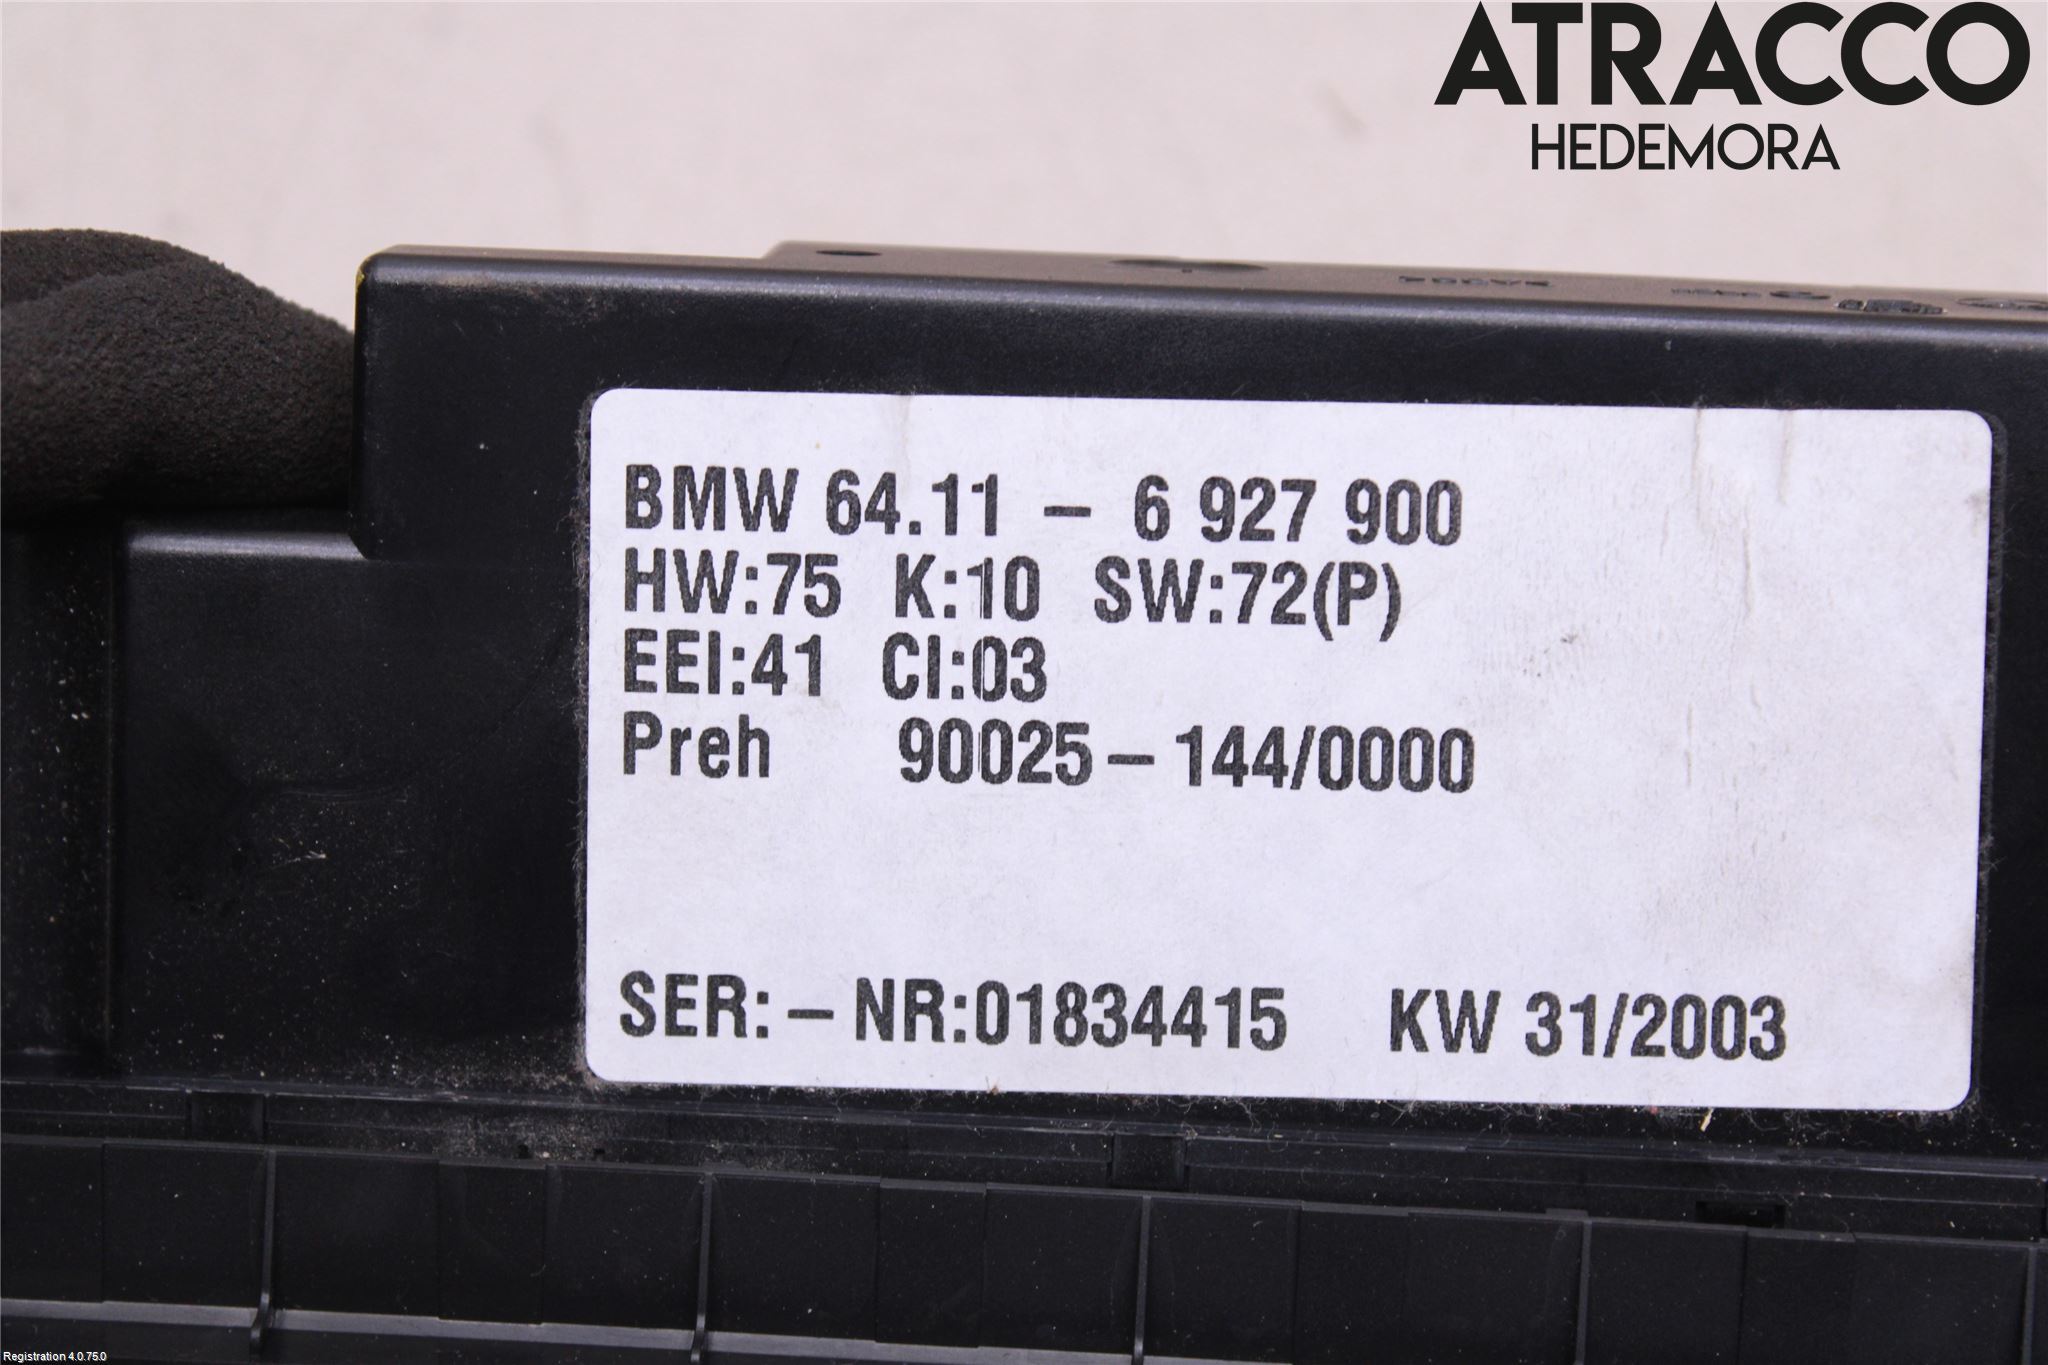 ATRACCO
HEDEMORA
BMW 64.11 - 6 927 900
HW:75 K:10 SW:72(P)
EEI:41 CI:03
Preh 90025-144/0000
SER:-NR:01834415 KW 31/2003
Registration 4.0.75.0